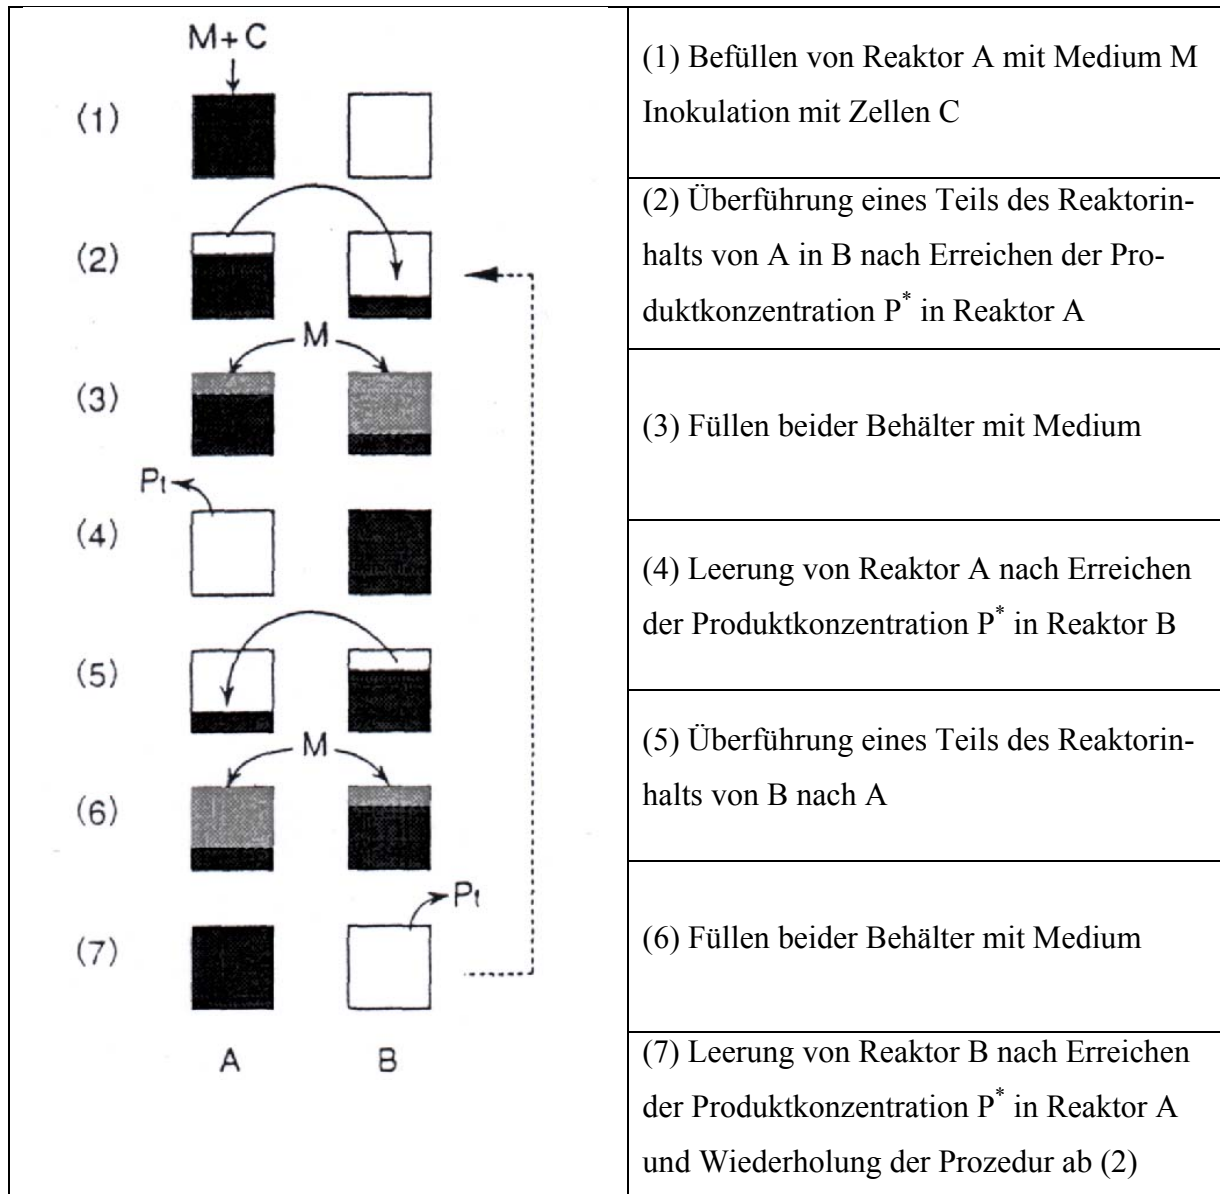 M+C
(1)
(1) Befüllen von Reaktor A mit Medium M
Inokulation mit Zellen C
(2)
(2) Überführung eines Teils des Reaktorin-
halts von A in B nach Erreichen der Pro-
duktkonzentration P* in Reaktor A
M
(3)
(3) Füllen beider Behälter mit Medium
Pt
(4)
(4) Leerung von Reaktor A nach Erreichen
der Produktkonzentration P* in Reaktor B
(5)
(5) Überführung eines Teils des Reaktorin-
halts von B nach A
M
(6)
(6) Füllen beider Behälter mit Medium
Pt
(7)
(7) Leerung von Reaktor B nach Erreichen
der Produktkonzentration P* in Reaktor A
und Wiederholung der Prozedur ab (2)
A B